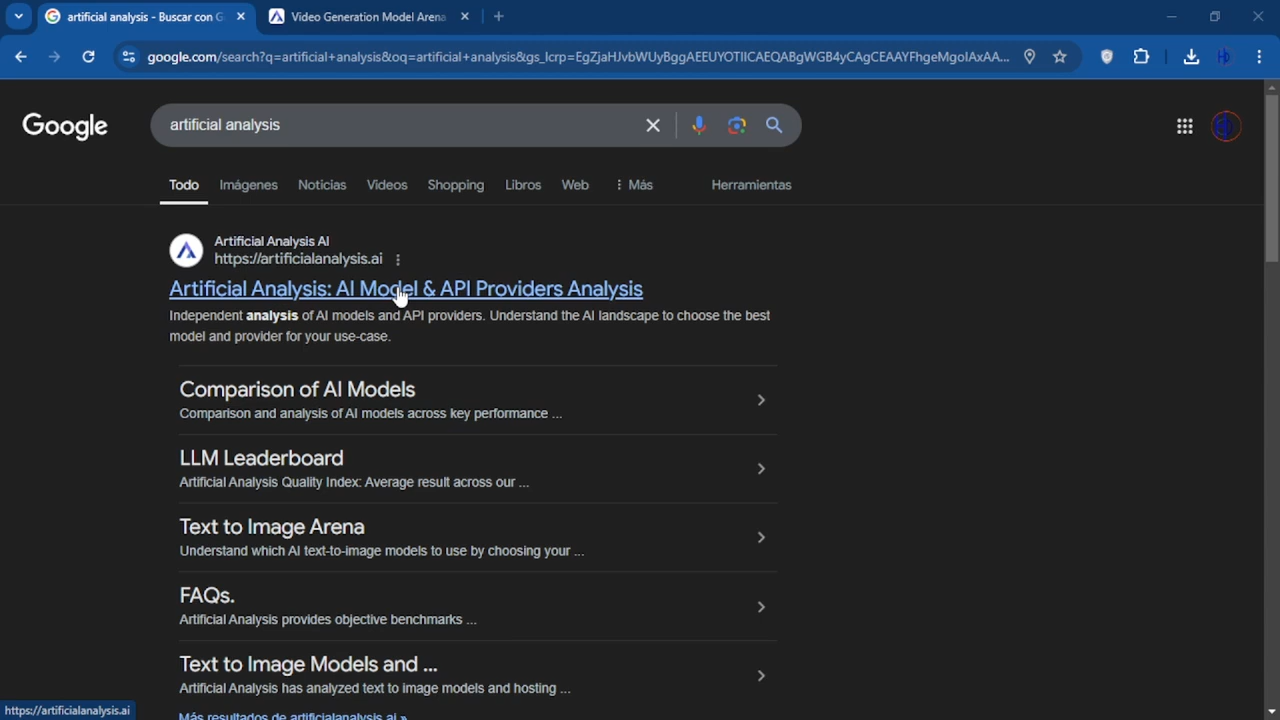 artificial analysis - Buscar con G
Video Generation Model Arena
google.com/search?q=artificial+analysis&oq=artificial+analysis&gs_lcrp=EgZjaHJvbWUyBggAEEUYOTIICAEQABgWGB4yCAgCEAAYFhgeMgoIAxAA...
Google
artificial analysis
Todo Imágenes Noticias Videos Shopping Libros Web Más Herramientas
Artificial Analysis AI
https://artificialanalysis.ai
Artificial Analysis: AI Model & API Providers Analysis
Independent analysis of AI models and API providers. Understand the AI landscape to choose the best
model and provider for your use-case.
Comparison of AI Models
Comparison and analysis of AI models across key performance ...
LLM Leaderboard
Artificial Analysis Quality Index: Average result across our ...
Text to Image Arena
Understand which AI text-to-image models to use by choosing your ...
FAQs.
Artificial Analysis provides objective benchmarks ...
Text to Image Models and ...
Artificial Analysis has analyzed text to image models and hosting ...
Más resultados de artificialanalysis.ai »
https://artificialanalysis.ai